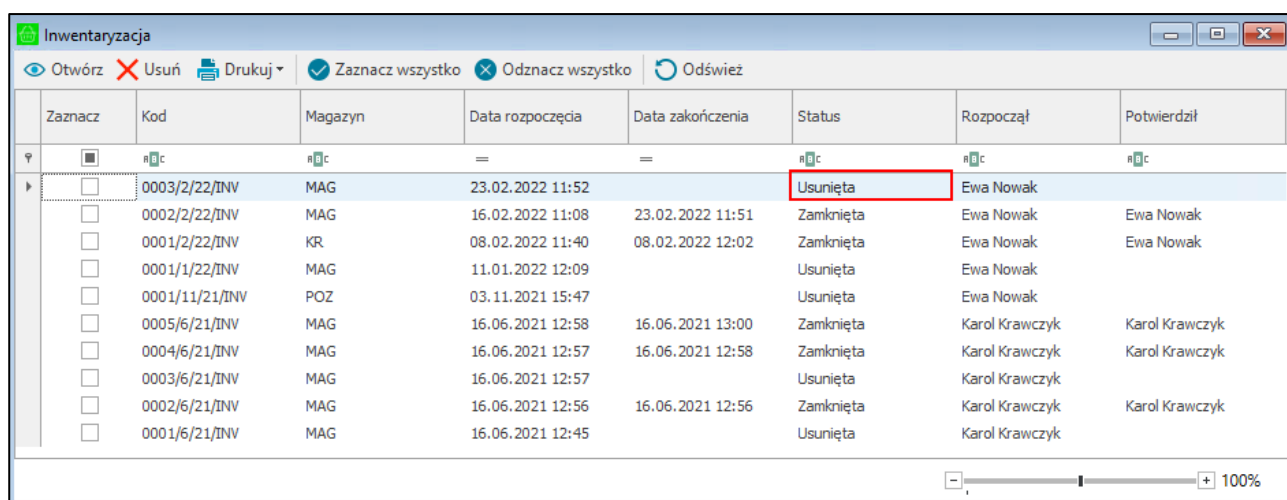 Inwentaryzacja
Otwórz Usuń Drukuj Zaznacz wszystko Odznacz wszystko Odśwież
Zaznacz Kod Magazyn Data rozpoczęcia Data zakończenia Status Rozpoczął Potwierdził
ABC ABC = = ABC ABC ABC
0003/2/22/INV MAG 23.02.2022 11:52 Usunięta Ewa Nowak
0002/2/22/INV MAG 16.02.2022 11:08 23.02.2022 11:51 Zamknięta Ewa Nowak Ewa Nowak
0001/2/22/INV KR 08.02.2022 11:40 08.02.2022 12:02 Zamknięta Ewa Nowak Ewa Nowak
0001/1/22/INV MAG 11.01.2022 12:09 Usunięta Ewa Nowak
0001/11/21/INV POZ 03.11.2021 15:47 Usunięta Ewa Nowak
0005/6/21/INV MAG 16.06.2021 12:58 16.06.2021 13:00 Zamknięta Karol Krawczyk Karol Krawczyk
0004/6/21/INV MAG 16.06.2021 12:57 16.06.2021 12:58 Zamknięta Karol Krawczyk Karol Krawczyk
0003/6/21/INV MAG 16.06.2021 12:57 Usunięta Karol Krawczyk
0002/6/21/INV MAG 16.06.2021 12:56 16.06.2021 12:56 Zamknięta Karol Krawczyk Karol Krawczyk
0001/6/21/INV MAG 16.06.2021 12:45 Usunięta Karol Krawczyk
100%